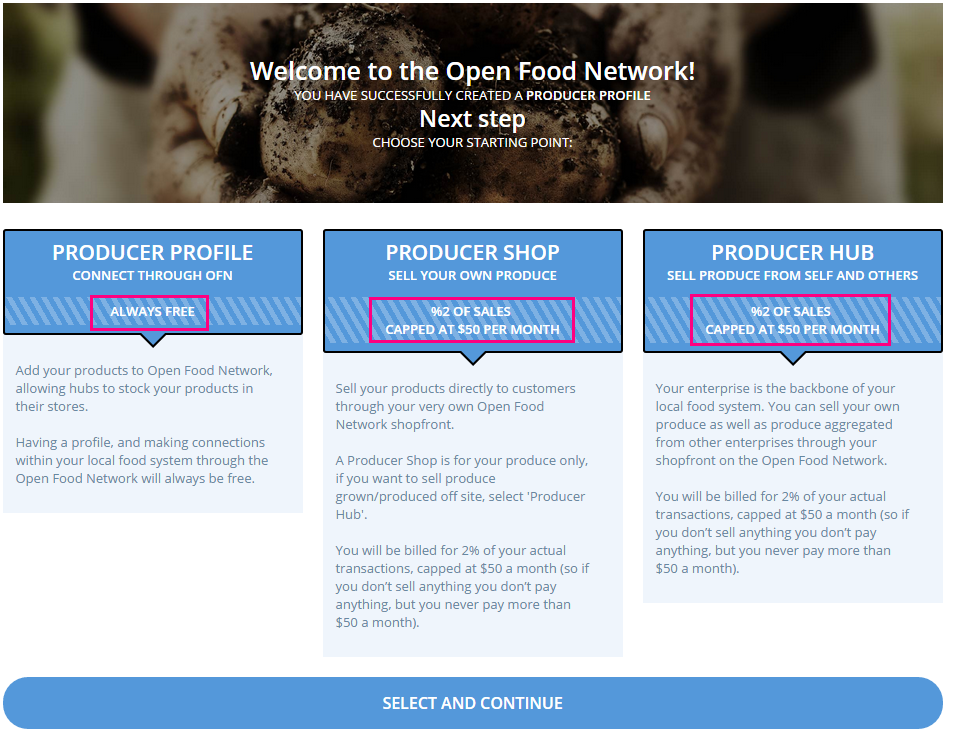 Welcome to the Open Food Network!
YOU HAVE SUCCESSFULLY CREATED A PRODUCER PROFILE
Next step
CHOOSE YOUR STARTING POINT:
PRODUCER PROFILE
CONNECT THROUGH OFN
ALWAYS FREE
Add your products to Open Food Network,
allowing hubs to stock your products in
their stores.
Having a profile, and making connections
within your local food system through the
Open Food Network will always be free.
PRODUCER SHOP
SELL YOUR OWN PRODUCE
%2 OF SALES
CAPPED AT $50 PER MONTH
Sell your products directly to customers
through your very own Open Food
Network shopfront.
A Producer Shop is for your produce only,
if you want to sell produce
grown/produced off site, select 'Producer
Hub'.
You will be billed for 2% of your actual
transactions, capped at $50 a month (so if
you don’t sell anything you don’t pay
anything, but you never pay more than
$50 a month).
PRODUCER HUB
SELL PRODUCE FROM SELF AND OTHERS
%2 OF SALES
CAPPED AT $50 PER MONTH
Your enterprise is the backbone of your
local food system. You can sell your own
produce as well as produce aggregated
from other enterprises through your
shopfront on the Open Food Network.
You will be billed for 2% of your actual
transactions, capped at $50 a month (so if
you don’t sell anything you don’t pay
anything, but you never pay more than
$50 a month).
SELECT AND CONTINUE